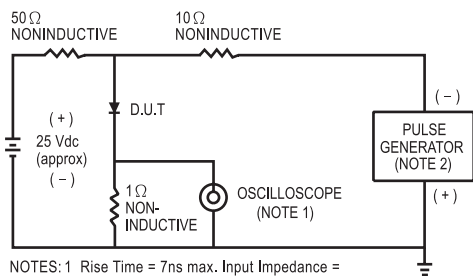 50Ω
NONINDUCTIVE
10Ω
NONINDUCTIVE
(+)
25 Vdc
(approx)
(−)
D.U.T
1Ω
NON-
INDUCTIVE
OSCILLOSCOPE
(NOTE 1)
(−)
PULSE
GENERATOR
(NOTE 2)
(+)
NOTES: 1 Rise Time = 7ns max. Input Impedance =